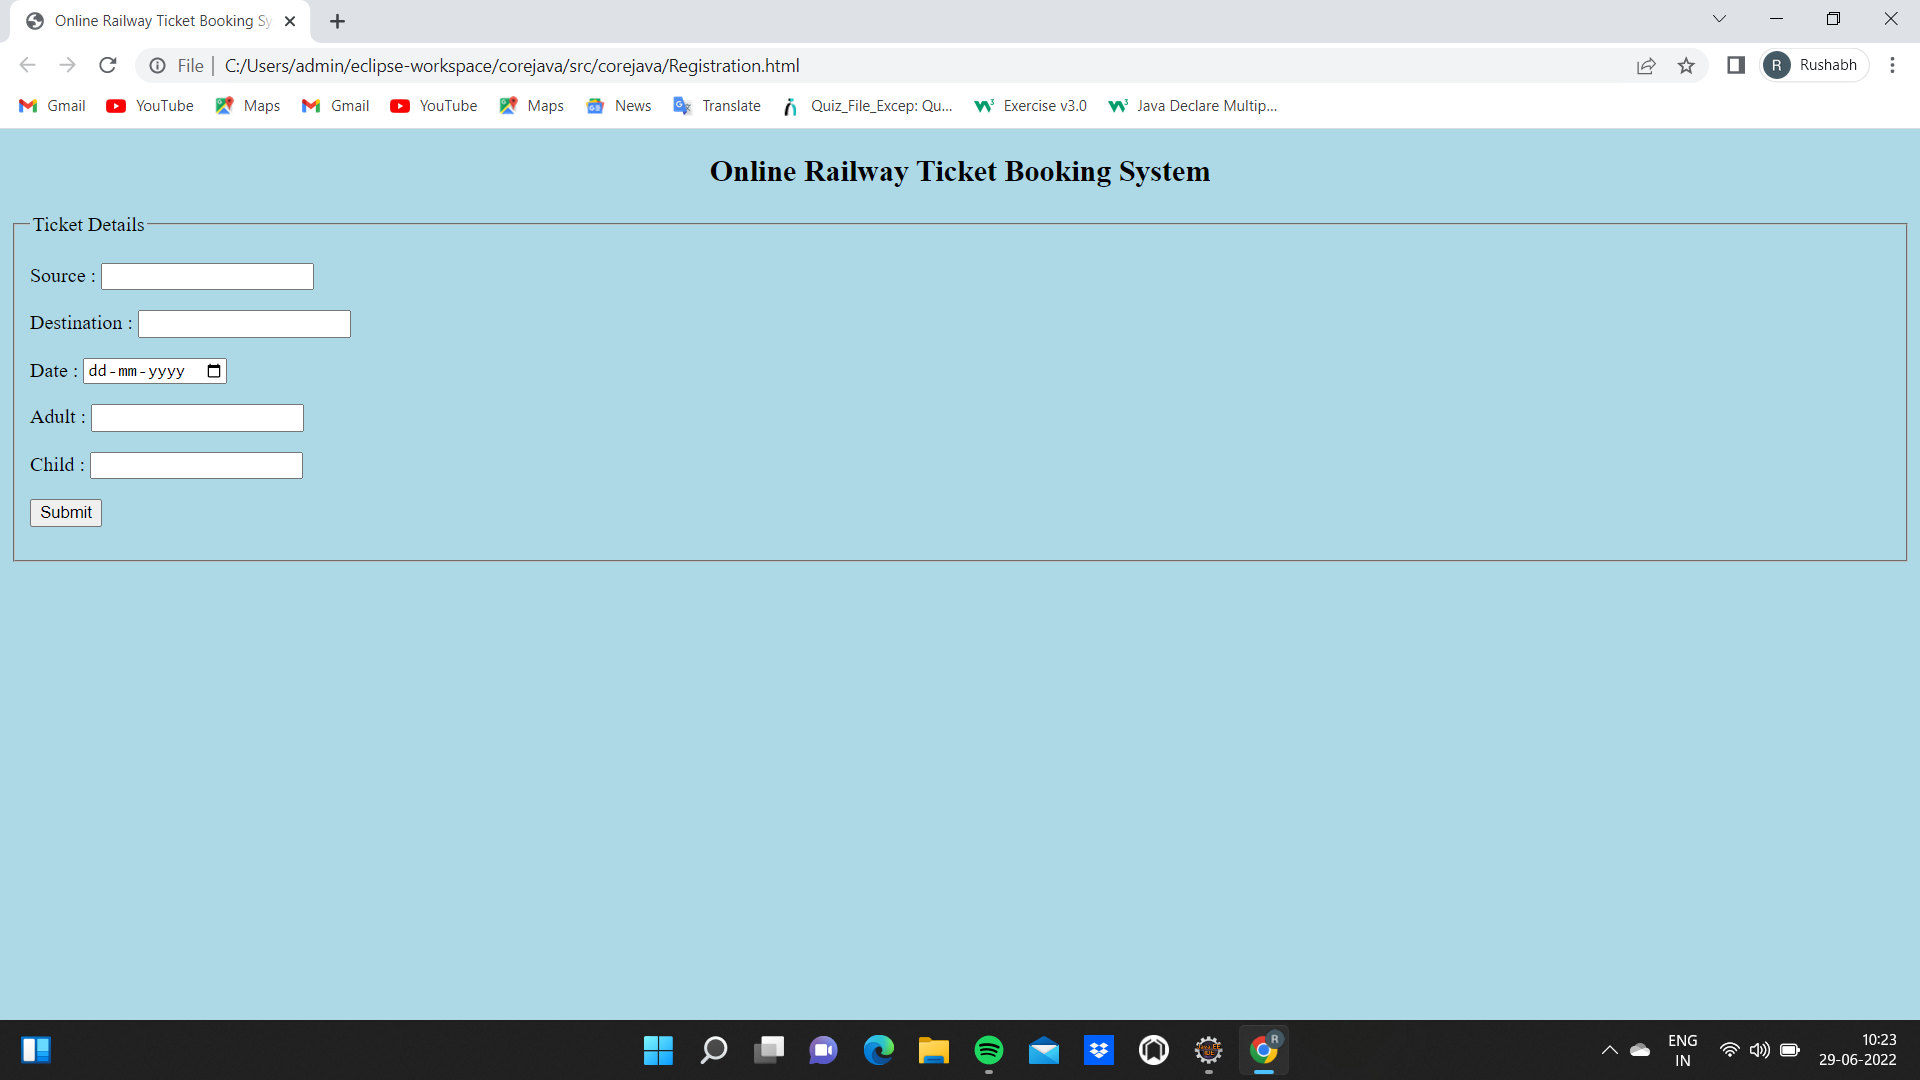 Online Railway Ticket Booking Sy
File | C:/Users/admin/eclipse-workspace/corejava/src/corejava/Registration.html
R Rushabh
Gmail YouTube Maps Gmail YouTube Maps News Translate Quiz_File_Excep: Qu... Exercise v3.0 Java Declare Multip...
Online Railway Ticket Booking System
Ticket Details
Source :
Destination :
Date : dd-mm-yyyy
Adult :
Child :
Submit
ENG
IN
10:23
29-06-2022